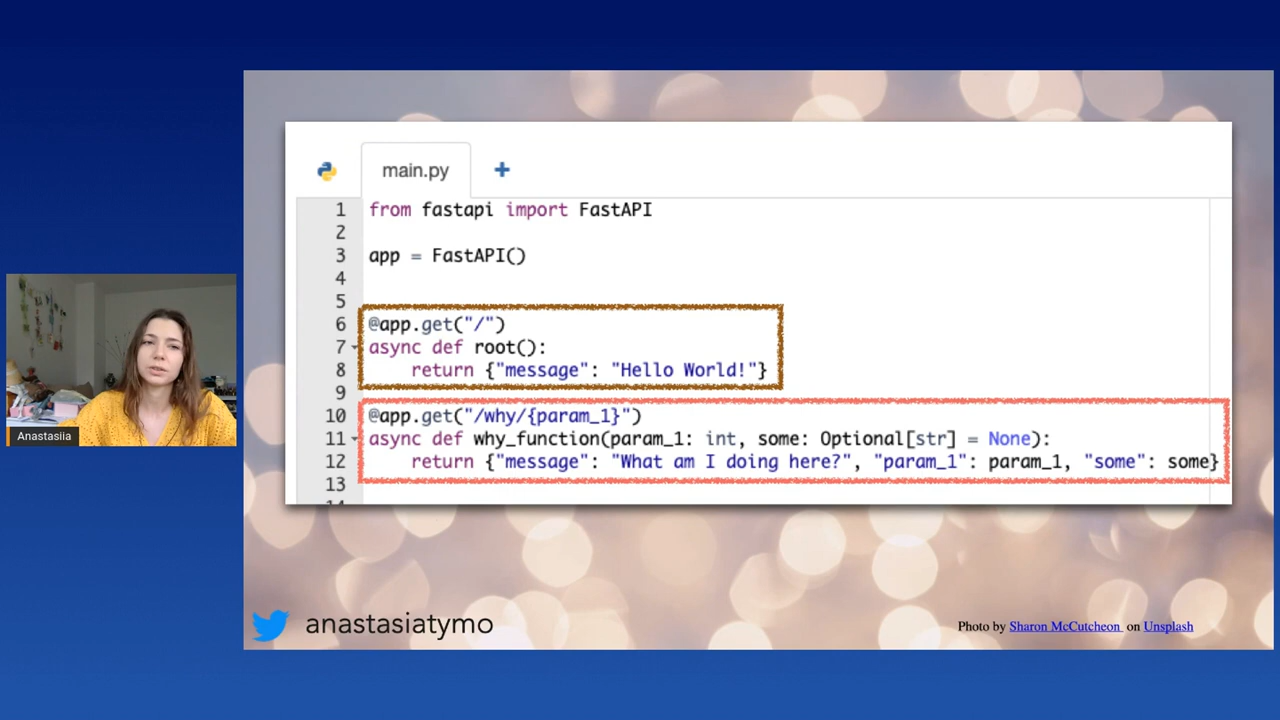 main.py +
1 from fastapi import FastAPI
2
3 app = FastAPI()
4
5
6 @app.get("/")
7 async def root():
8     return {"message": "Hello World!"}
9
10 @app.get("/why/{param_1}")
11 async def why_function(param_1: int, some: Optional[str] = None):
12     return {"message": "What am I doing here?", "param_1": param_1, "some": some}
13
Anastasiia
anastasiatymo
Photo by Sharon McCutcheon on Unsplash